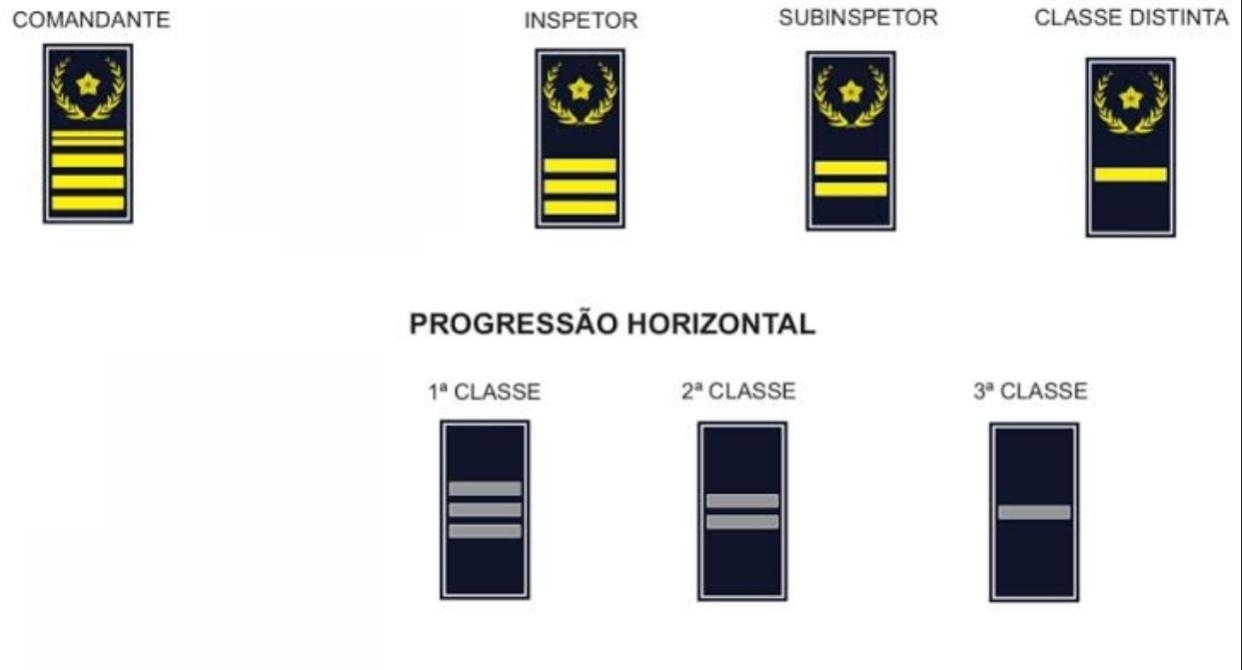 COMANDANTE
INSPETOR
SUBINSPETOR
CLASSE DISTINTA
PROGRESSÃO HORIZONTAL
1ª CLASSE
2ª CLASSE
3ª CLASSE